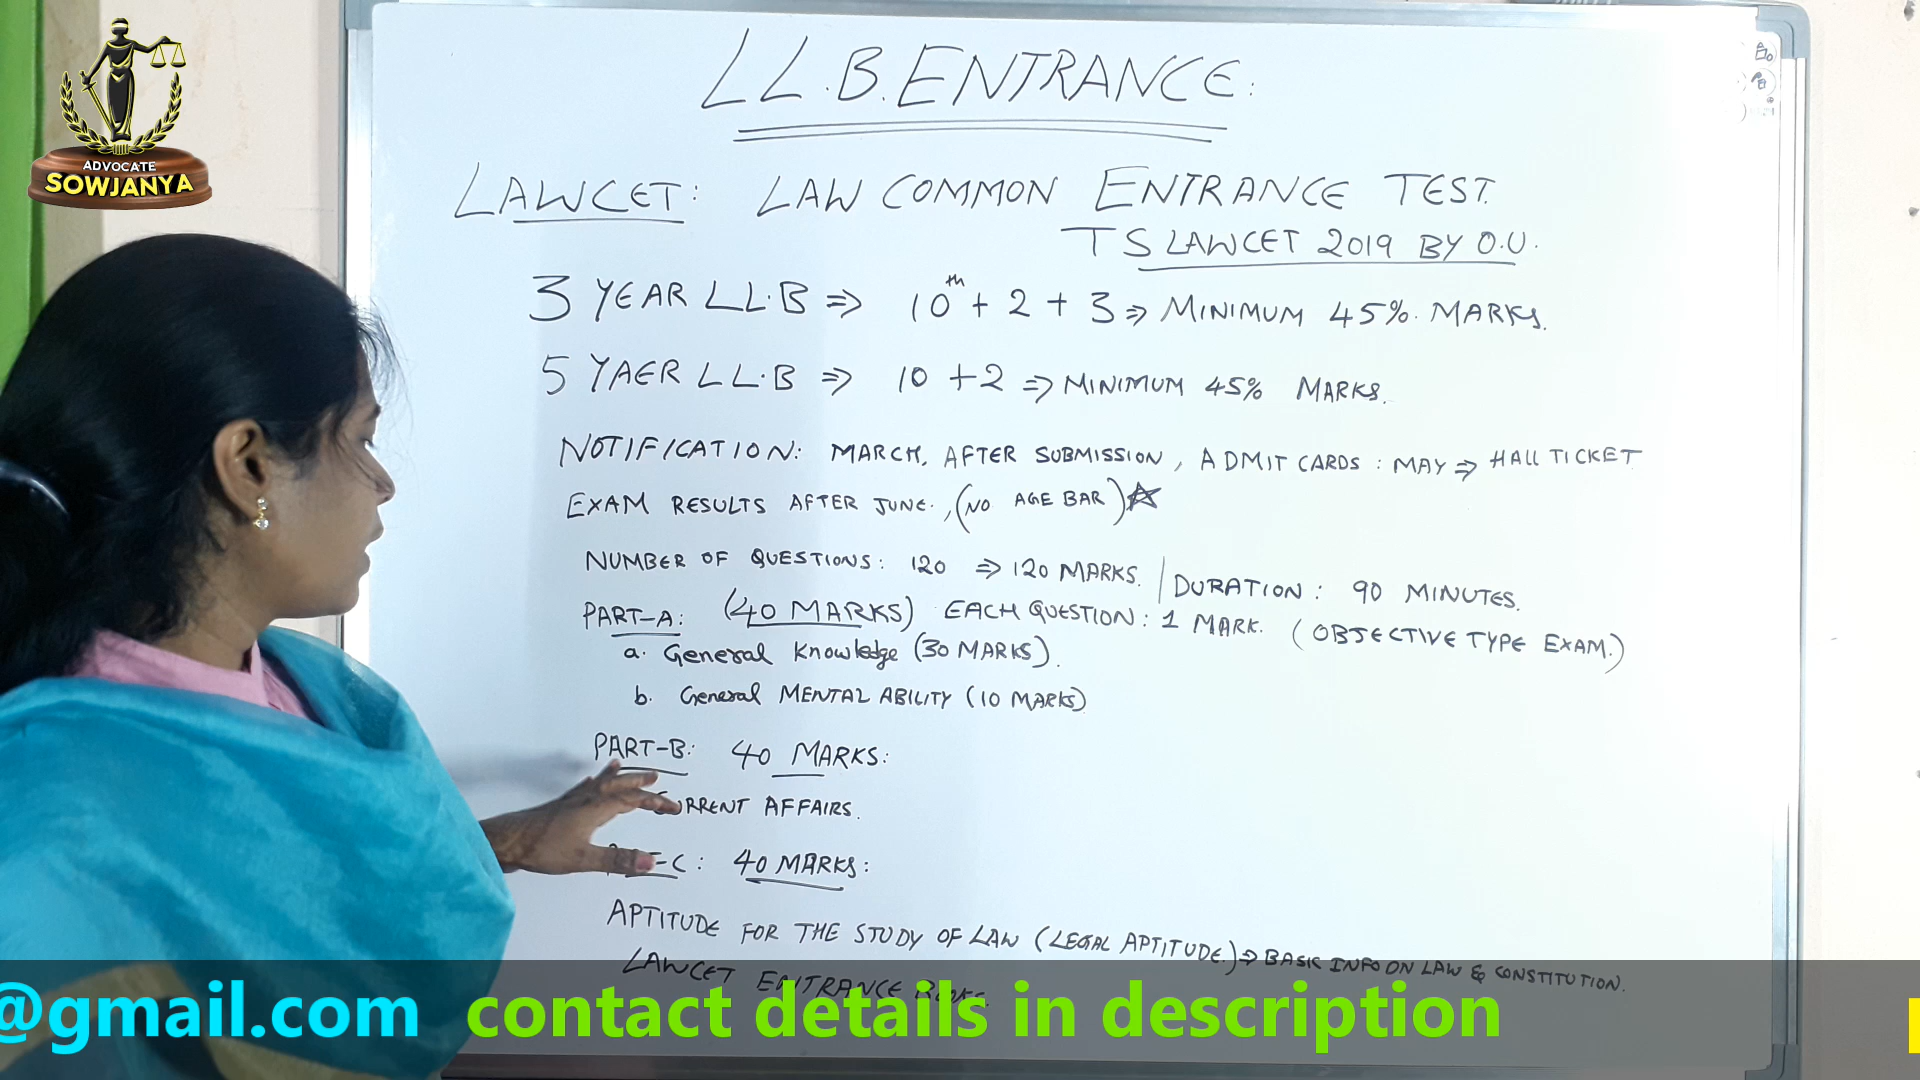 ADVOCATE
SOWJANYA
LL.B. ENTRANCE:
LAWCET: LAW COMMON ENTRANCE TEST.
TS LAWCET 2019 BY O.U.
3 YEAR LL.B ⇒ 10th + 2 + 3 ⇒ MINIMUM 45% MARKS.
5 YAER LL.B ⇒ 10 + 2 ⇒ MINIMUM 45% MARKS.
NOTIFICATION: MARCH, AFTER SUBMISSION, ADMIT CARDS: MAY ⇒ HALL TICKET
EXAM RESULTS AFTER JUNE., (NO AGE BAR) ☆
NUMBER OF QUESTIONS: 120 ⇒ 120 MARKS. | DURATION: 90 MINUTES.
PART-A: (40 MARKS) EACH QUESTION: 1 MARK. (OBJECTIVE TYPE EXAM.)
a. General Knowledge (30 MARKS).
b. General MENTAL ABILITY (10 MARKS)
PART-B: 40 MARKS:
CURRENT AFFAIRS.
-C: 40 MARKS:
APTITUDE FOR THE STUDY OF LAW (LEGAL APTITUDE.) ⇒ BASIC INFO ON LAW & CONSTITUTION.
LAWCET ENTRANCE BOOKS.
@gmail.com contact details in description